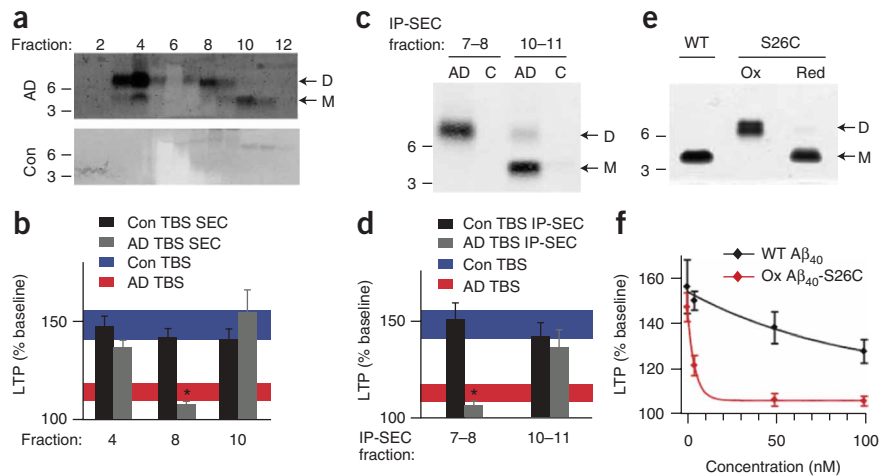 a
Fraction: 2 4 6 8 10 12
AD
6
3
D
M
Con
6
3
b
Con TBS SEC
AD TBS SEC
Con TBS
AD TBS
LTP (% baseline)
150
100
*
Fraction: 4 8 10
c
IP-SEC
fraction: 7–8 10–11
AD C AD C
6
3
D
M
d
Con TBS IP-SEC
AD TBS IP-SEC
Con TBS
AD TBS
LTP (% baseline)
150
100
*
IP-SEC 7–8 10–11
fraction:
e
WT S26C
Ox Red
6
3
D
M
f
WT Aβ40
Ox Aβ40-S26C
LTP (% baseline)
160
140
120
100
0 50 100
Concentration (nM)